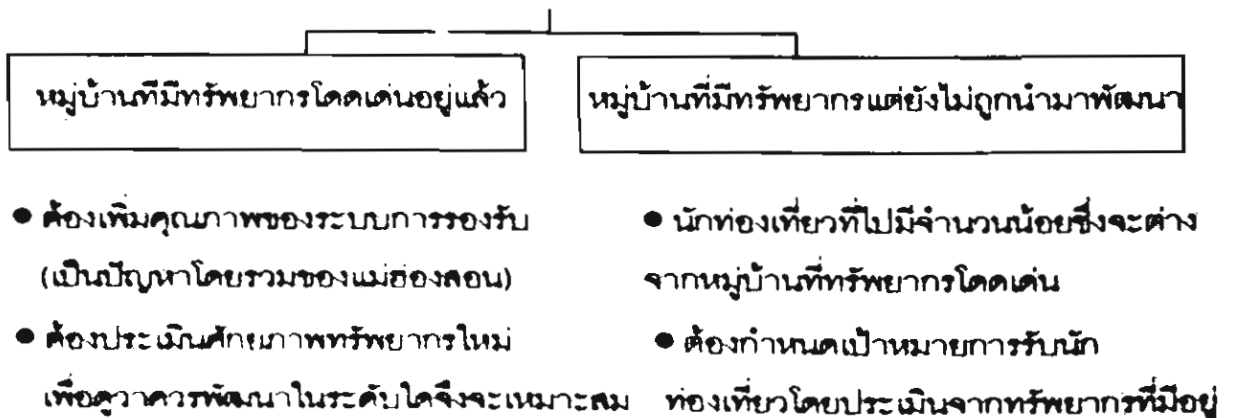 หมู่บ้านที่มีทรัพยากรโดดเด่นอยู่แล้ว
● ต้องเพิ่มคุณภาพของระบบการรองรับ
(เป็นปัญหาโดยรวมของแม่ฮ่องสอน)
● ต้องประเมินศักยภาพทรัพยากรใหม่
เพื่อดูว่าควรพัฒนาในระดับใดจึงจะเหมาะสม
หมู่บ้านที่มีทรัพยากรแต่ยังไม่ถูกนำมาพัฒนา
● นักท่องเที่ยวที่ไปมีจำนวนน้อยซึ่งจะต่าง
จากหมู่บ้านที่ทรัพยากรโดดเด่น
● ต้องกำหนดเป้าหมายการรับนัก
ท่องเที่ยวโดยประเมินจากทรัพยากรที่มีอยู่